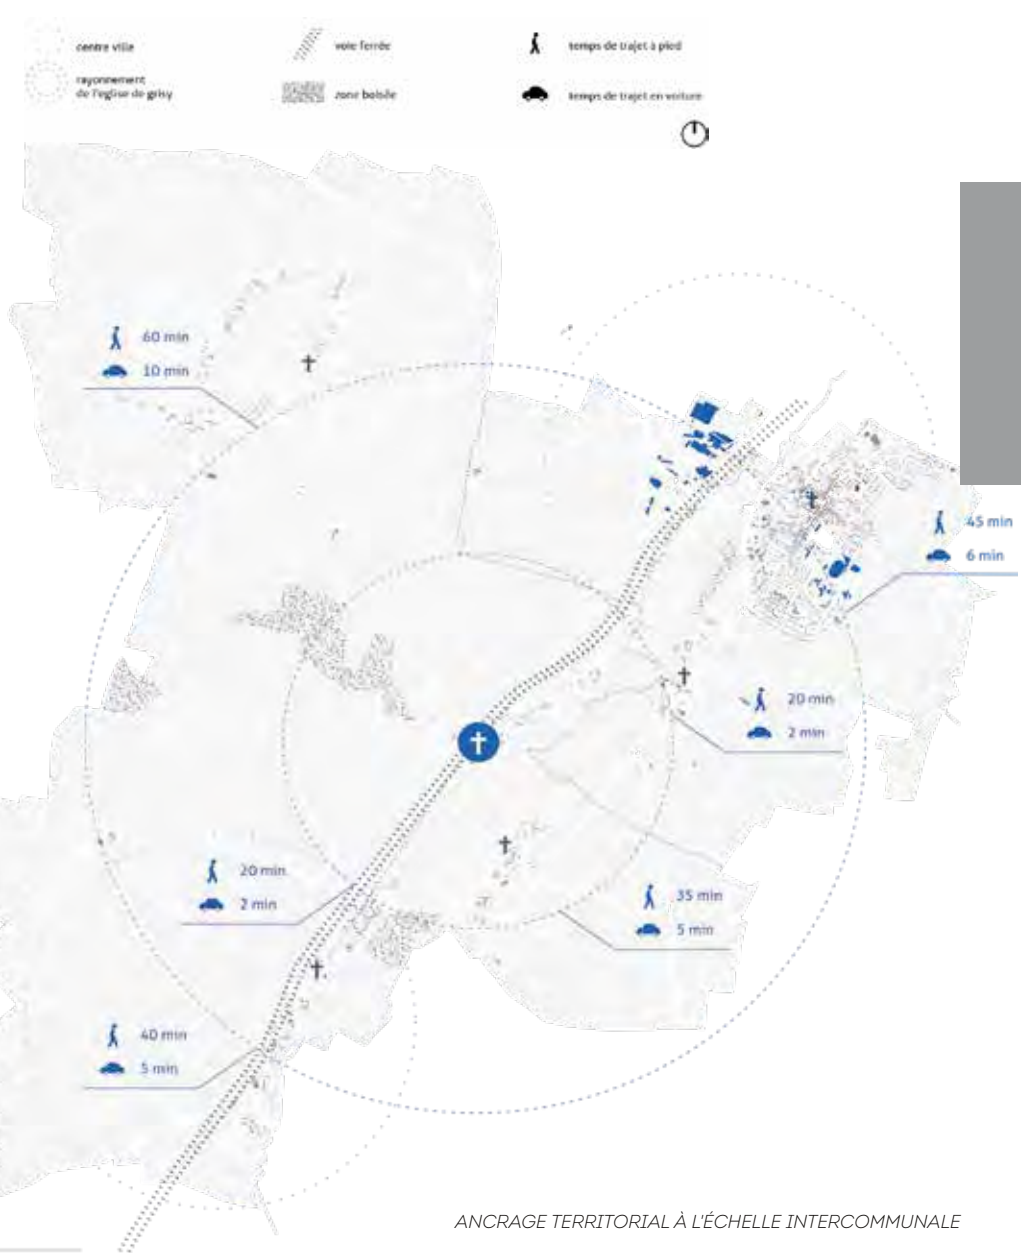 centre ville
voie ferrée
temps de trajet à pied
rayonnement
de l'eglise de grisy
zone boisée
temps de trajet en voiture
60 min
10 min
45 min
6 min
20 min
2 min
20 min
2 min
35 min
5 min
40 min
5 min
ANCRAGE TERRITORIAL À L'ÉCHELLE INTERCOMMUNALE